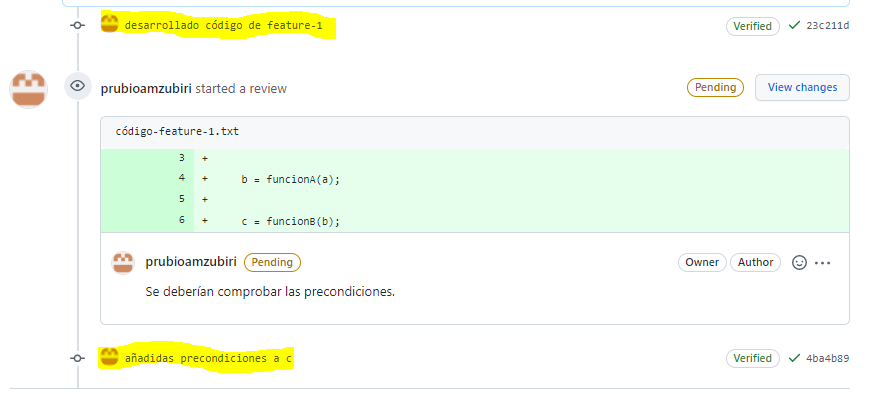 desarrollado código de feature-1 Verified 23c211d
prubioamzubiri started a review Pending View changes
código-feature-1.txt
3 +
4 + b = funcionA(a);
5 +
6 + c = funcionB(b);
prubioamzubiri Pending Owner Author
Se deberían comprobar las precondiciones.
añadidas precondiciones a c Verified 4ba4b89